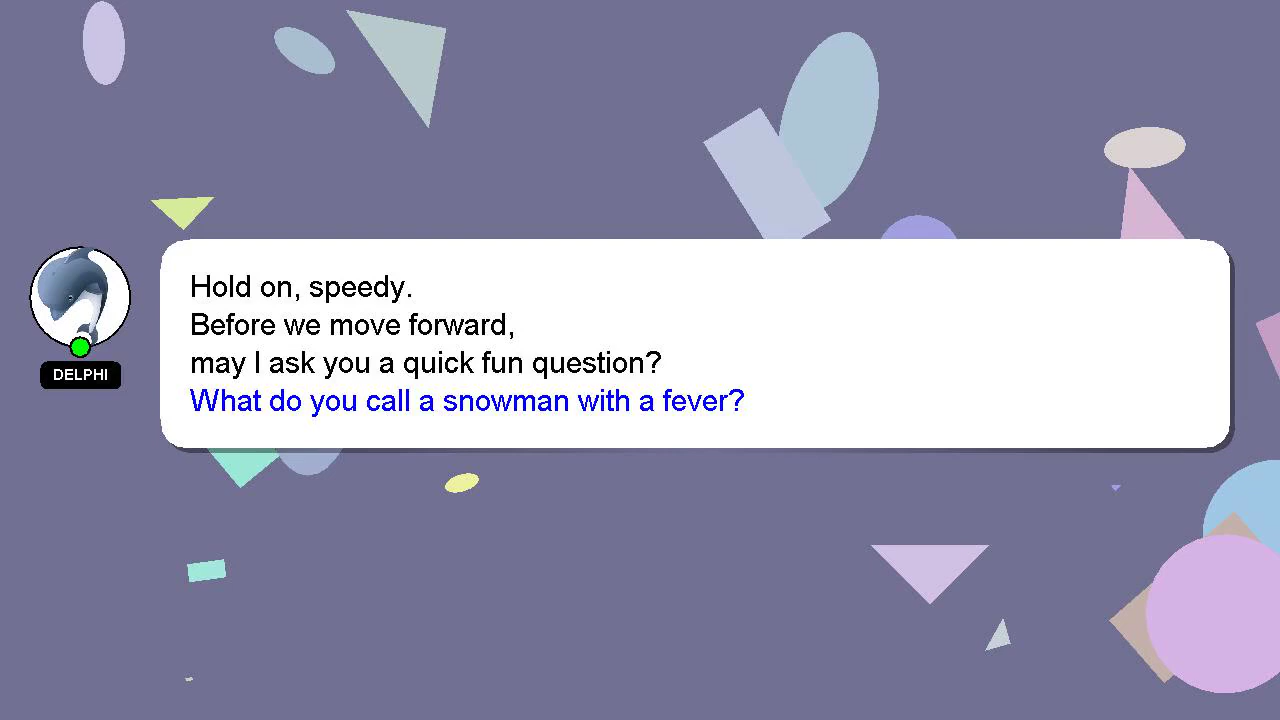 Hold on, speedy.
Before we move forward,
may I ask you a quick fun question?
What do you call a snowman with a fever?
DELPHI